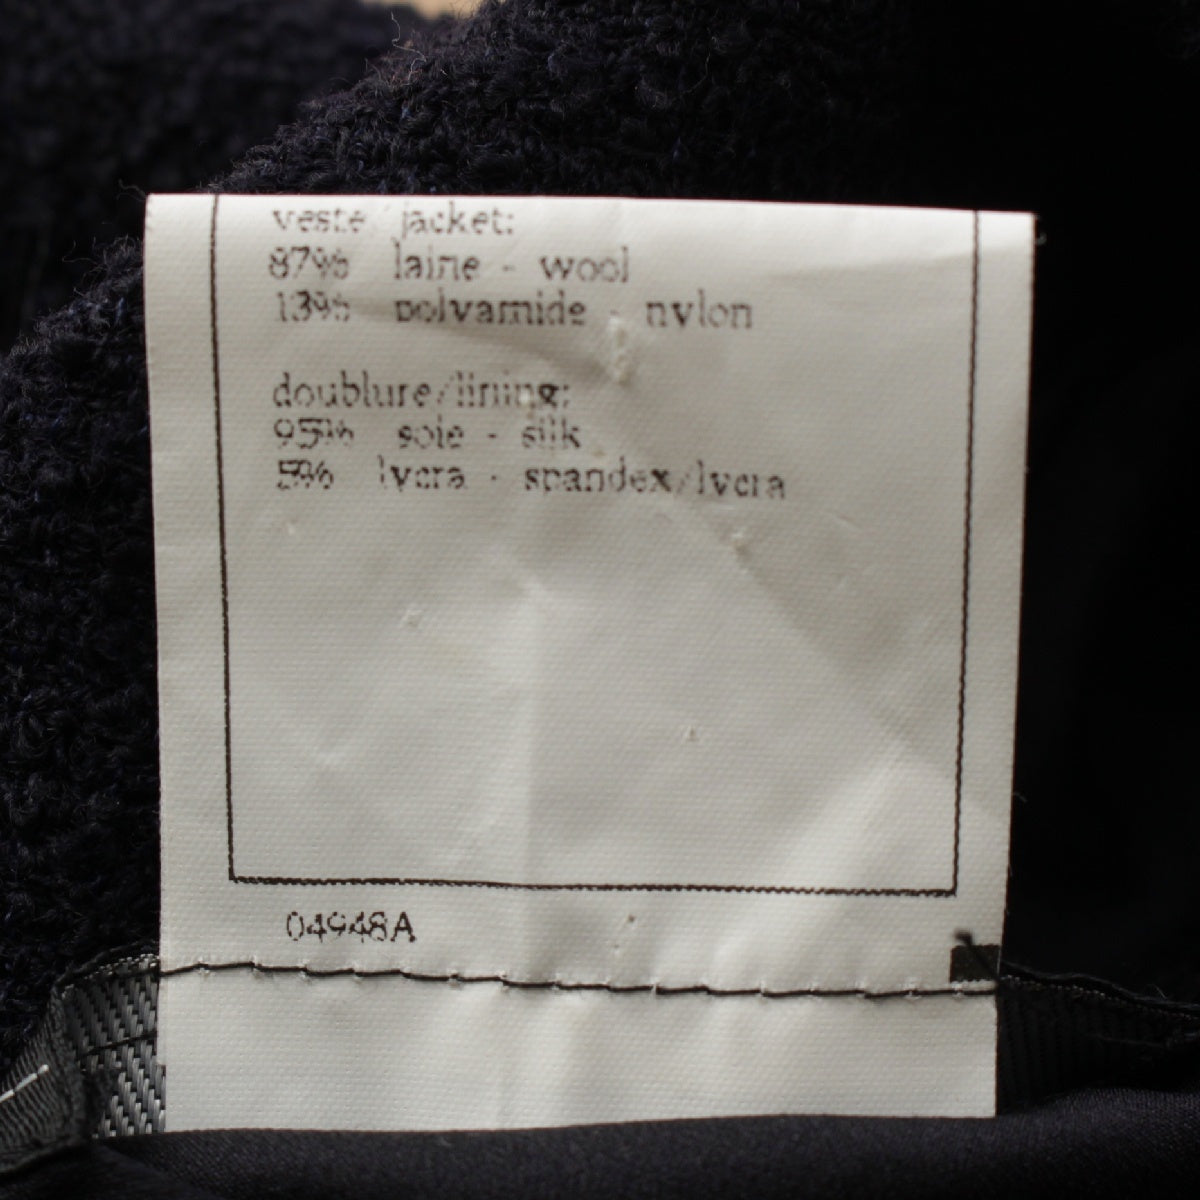 veste/jacket:
87% laine - wool
13% polyamide - nylon
doublure/lining:
95% soie - silk
5% lycra - spandex/lycra
04948A